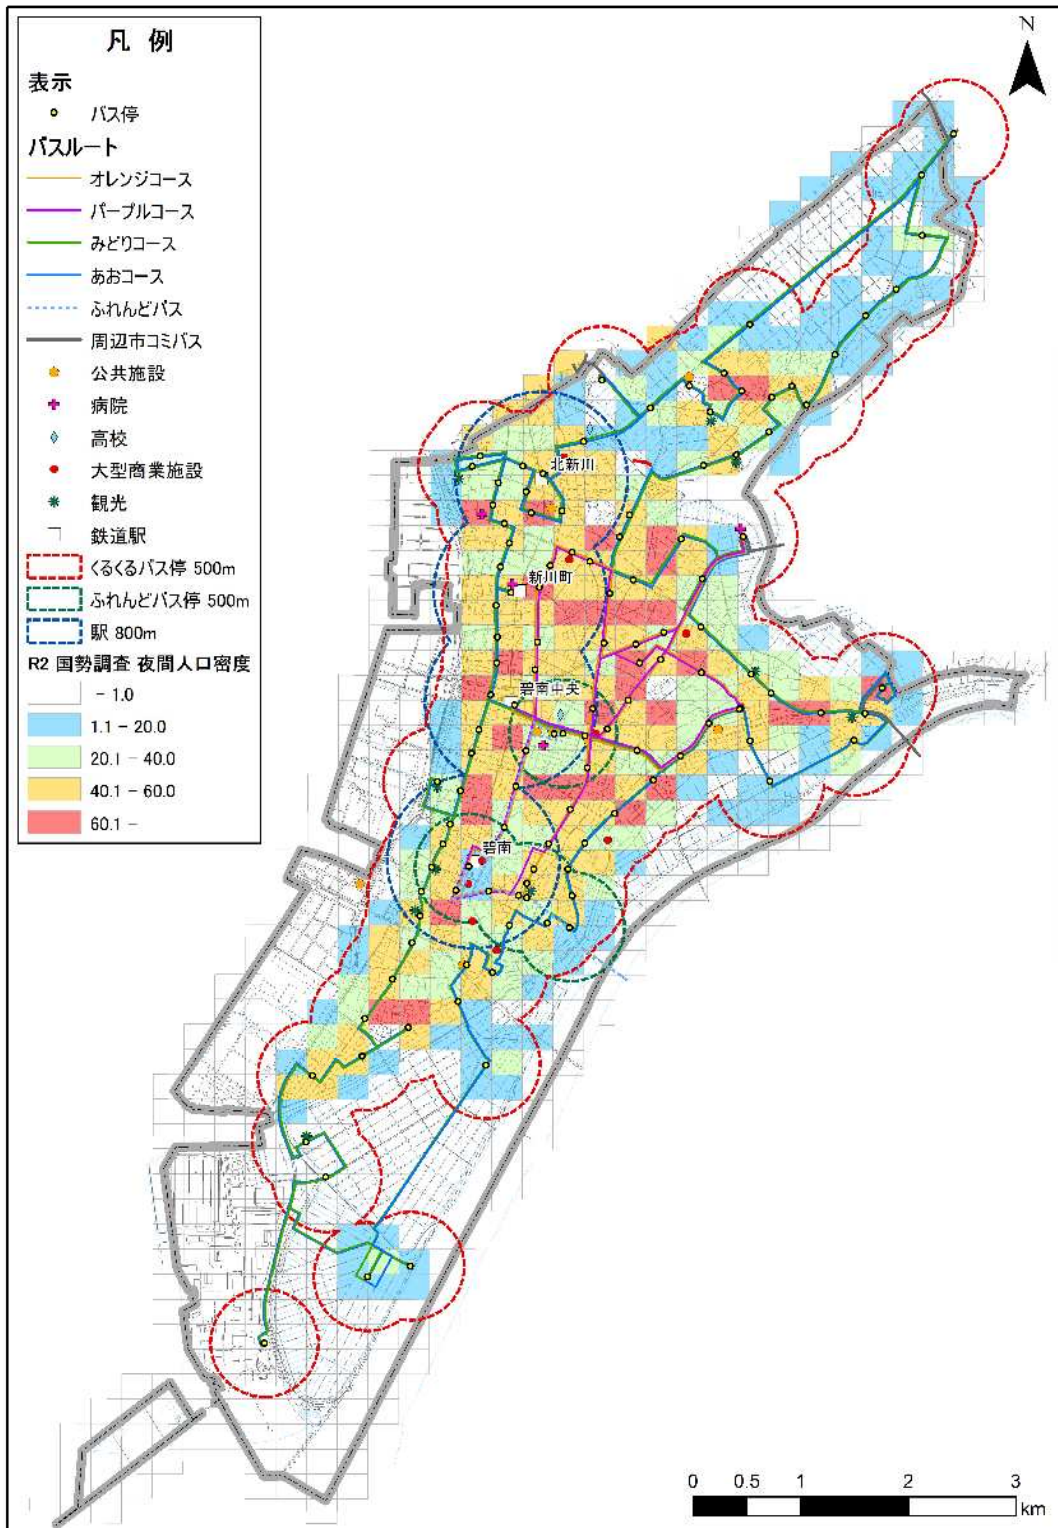 凡 例
表示
バス停
バスルート
オレンジコース
パープルコース
みどりコース
あおコース
ふれんどバス
周辺市コミバス
公共施設
病院
高校
大型商業施設
観光
鉄道駅
くるくるバス停 500m
ふれんどバス停 500m
駅 800m
R2 国勢調査 夜間人口密度
- 1.0
1.1 - 20.0
20.1 - 40.0
40.1 - 60.0
60.1 -
N
北新川
新川町
碧南中央
碧南
0 0.5 1 2 3
km